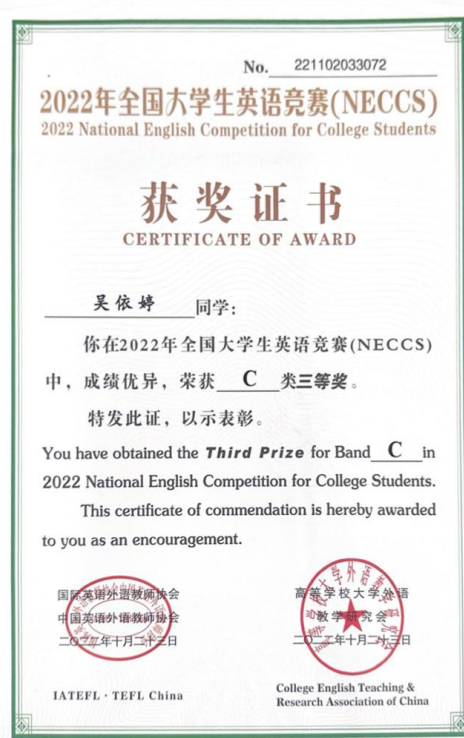 No. 221102033072
2022年全国大学生英语竞赛(NECCS)
2022 National English Competition for College Students
获奖证书
CERTIFICATE OF AWARD
吴依婷 同学:
你在2022年全国大学生英语竞赛(NECCS)
中，成绩优异，荣获 C 类三等奖。
特发此证，以示表彰。
You have obtained the Third Prize for Band C in
2022 National English Competition for College Students.
This certificate of commendation is hereby awarded
to you as an encouragement.
国际英语外语教师协会
中国英语外语教师协会
二〇二二年十月二十三日
IATEFL · TEFL China
高等学校大学外语
教学研究会
二〇二二年十月二十三日
College English Teaching &
Research Association of China